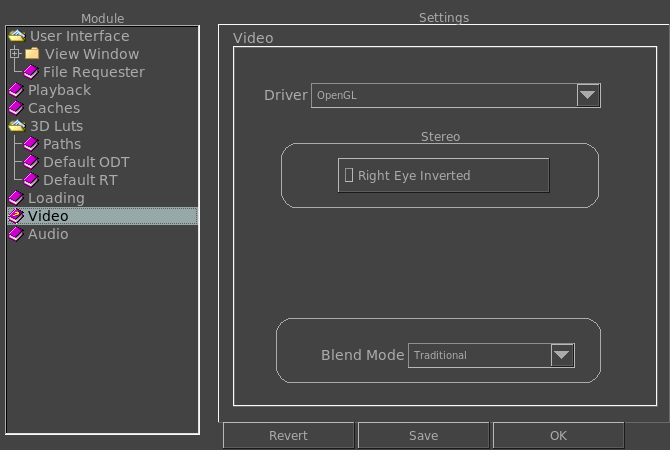 Module
User Interface
View Window
File Requester
Playback
Caches
3D Luts
Paths
Default ODT
Default RT
Loading
Video
Audio
Settings
Video
Driver OpenGL
Stereo
Right Eye Inverted
Blend Mode Traditional
Revert Save OK